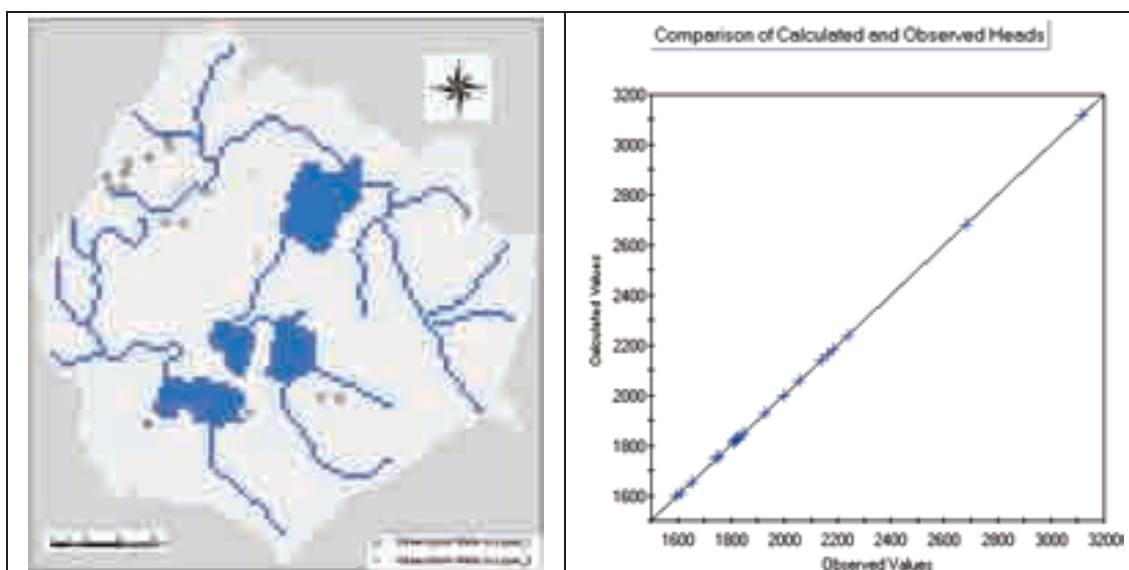 Comparison of Calculated and Observed Heads
3200
3000
2800
2600
2400
2200
2000
1800
1600
Calculated Values
1600 1800 2000 2200 2400 2600 2800 3000 3200
Observed Values